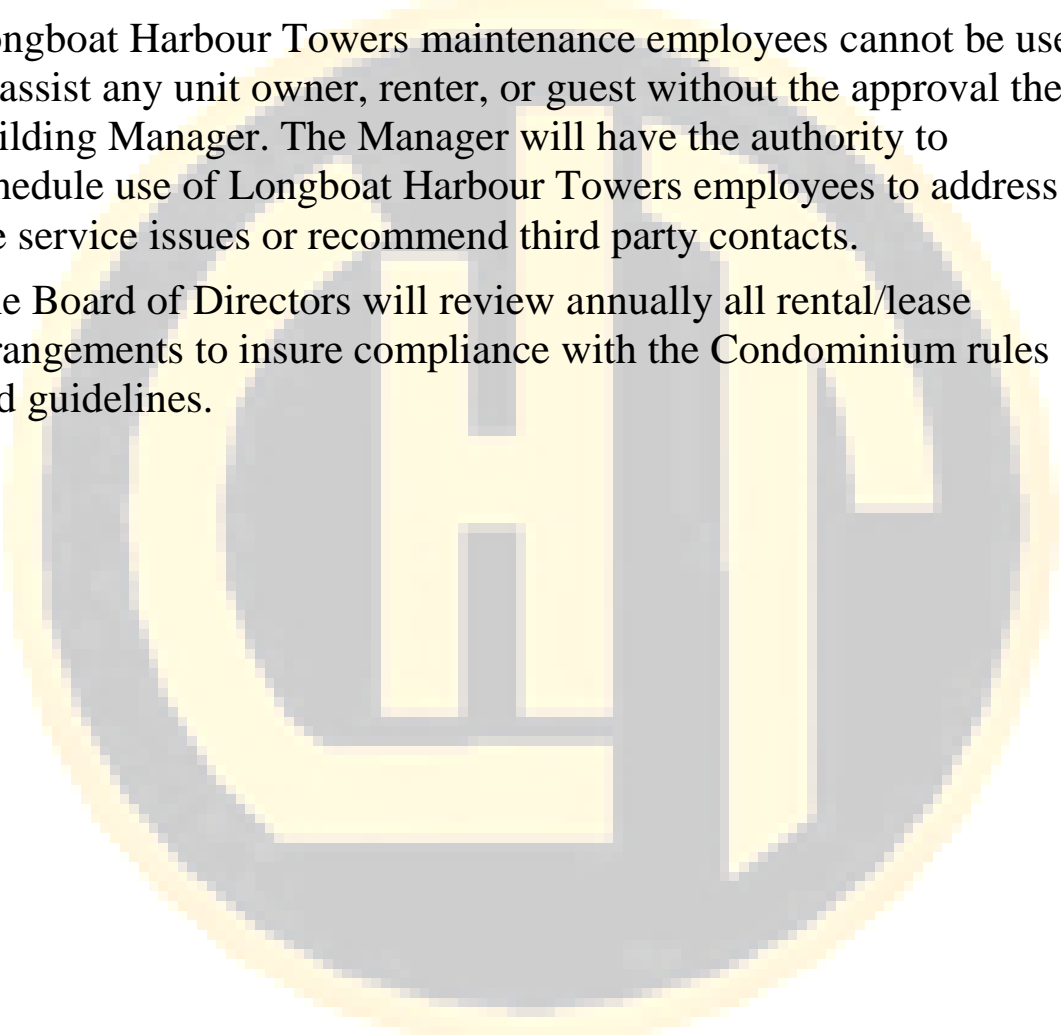 ongboat Harbour Towers maintenance employees cannot be use
assist any unit owner, renter, or guest without the approval the
ilding Manager. The Manager will have the authority to
hedule use of Longboat Harbour Towers employees to address
e service issues or recommend third party contacts.
e Board of Directors will review annually all rental/lease
rangements to insure compliance with the Condominium rules
d guidelines.
LHT